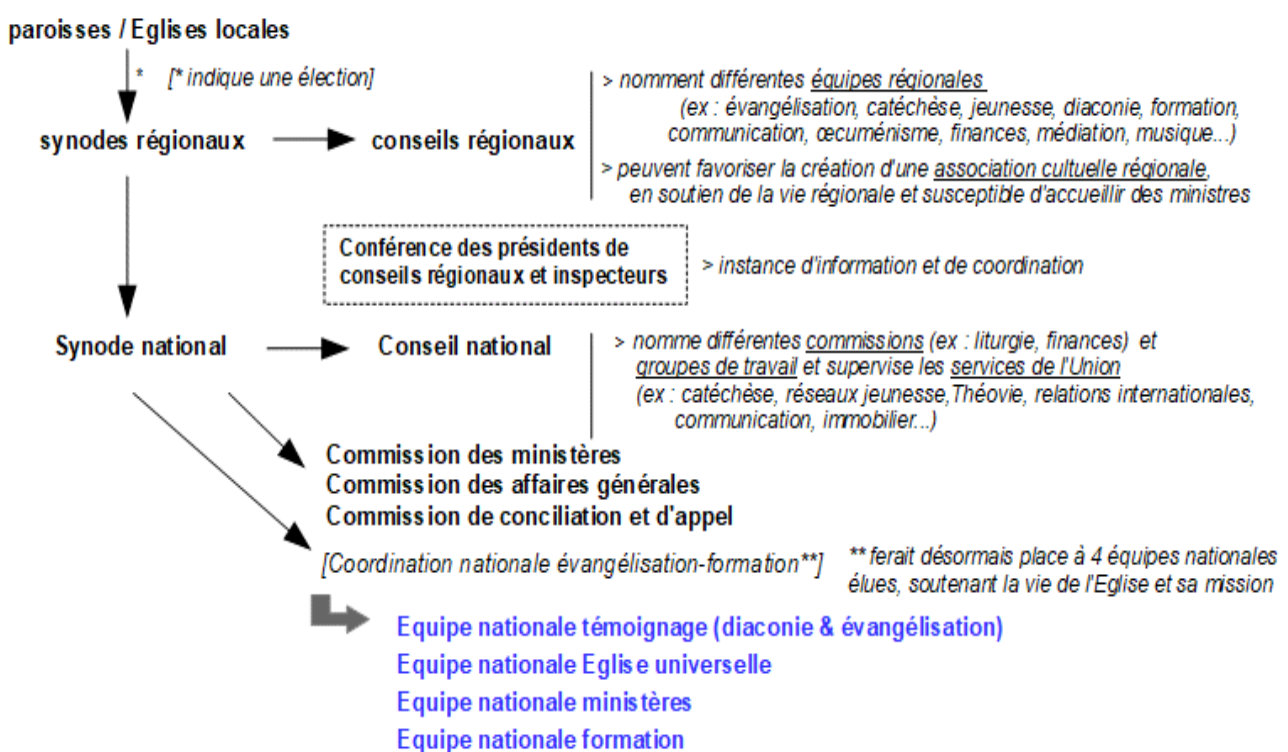 paroisses / Eglises locales
* [* indique une élection]
> nomment différentes équipes régionales
(ex : évangélisation, catéchèse, jeunesse, diaconie, formation,
communication, œcuménisme, finances, médiation, musique...)
synodes régionaux
conseils régionaux
> peuvent favoriser la création d'une association cultuelle régionale,
en soutien de la vie régionale et susceptible d'accueillir des ministres
Conférence des présidents de
conseils régionaux et inspecteurs
> instance d'information et de coordination
Synode national
Conseil national
> nomme différentes commissions (ex : liturgie, finances) et
groupes de travail et supervise les services de l'Union
(ex : catéchèse, réseaux jeunesse,Théovie, relations internationales,
communication, immobilier...)
Commission des ministères
Commission des affaires générales
Commission de conciliation et d'appel
[Coordination nationale évangélisation-formation**]
** ferait désormais place à 4 équipes nationales
élues, soutenant la vie de l'Eglise et sa mission
Equipe nationale témoignage (diaconie & évangélisation)
Equipe nationale Eglise universelle
Equipe nationale ministères
Equipe nationale formation